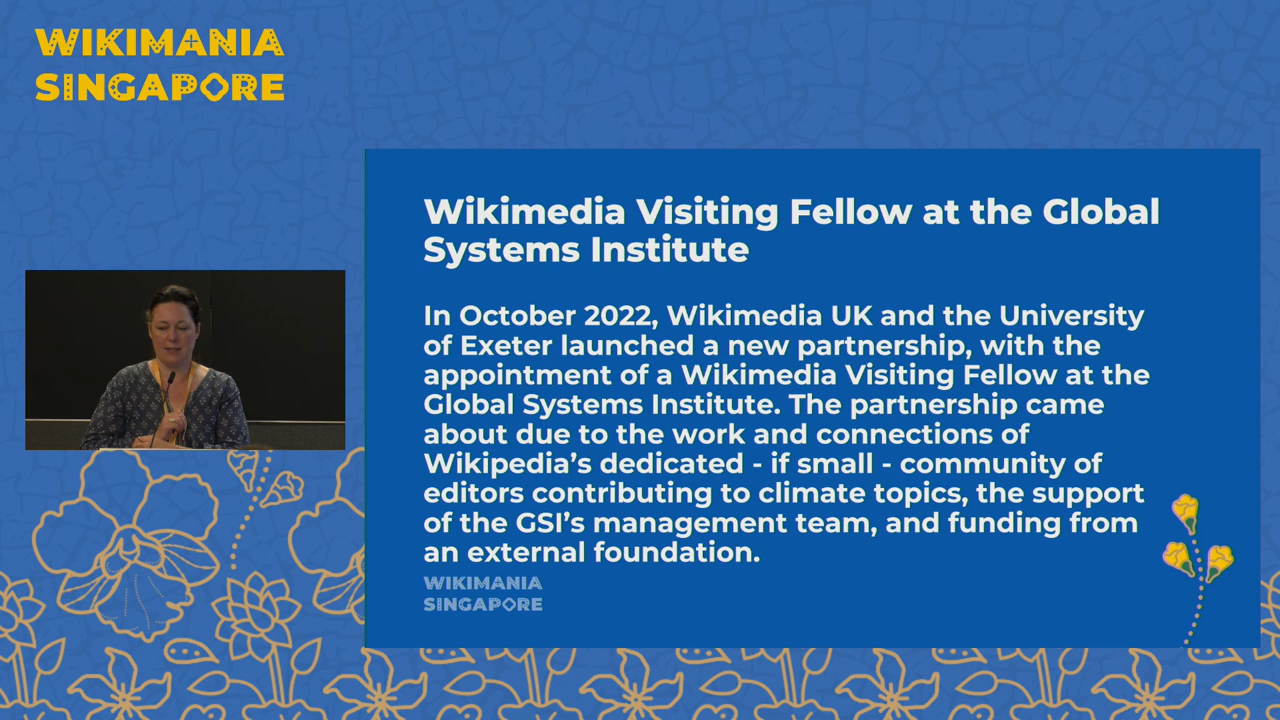 WIKIMANIA
SINGAPORE
Wikimedia Visiting Fellow at the Global
Systems Institute
In October 2022, Wikimedia UK and the University
of Exeter launched a new partnership, with the
appointment of a Wikimedia Visiting Fellow at the
Global Systems Institute. The partnership came
about due to the work and connections of
Wikipedia’s dedicated - if small - community of
editors contributing to climate topics, the support
of the GSI’s management team, and funding from
an external foundation.
WIKIMANIA
SINGAPORE